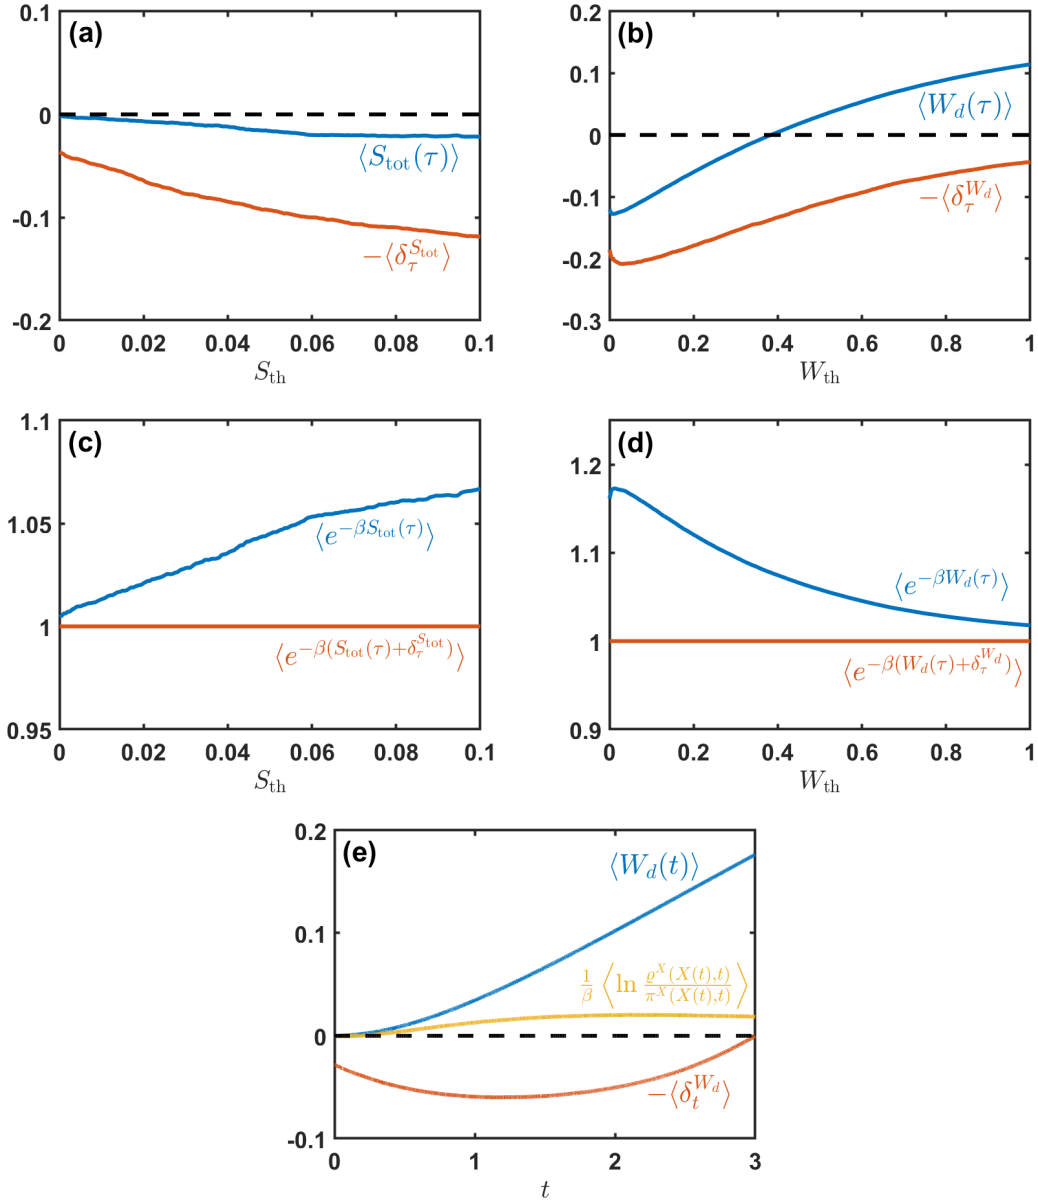 (a)
0.1
0
-0.1
-0.2
⟨S_tot(τ)⟩
−⟨δ_τ^{S_tot}⟩
0 0.02 0.04 0.06 0.08 0.1
S_th
(b)
0.2
0.1
0
-0.1
-0.2
-0.3
⟨W_d(τ)⟩
−⟨δ_τ^{W_d}⟩
0 0.2 0.4 0.6 0.8 1
W_th
(c)
1.1
1.05
1
0.95
⟨e^{−βS_tot(τ)}⟩
⟨e^{−β(S_tot(τ)+δ_τ^{S_tot})}⟩
0 0.02 0.04 0.06 0.08 0.1
S_th
(d)
1.2
1.1
1
0.9
⟨e^{−βW_d(τ)}⟩
⟨e^{−β(W_d(τ)+δ_τ^{W_d})}⟩
0 0.2 0.4 0.6 0.8 1
W_th
(e)
0.2
0.1
0
-0.1
⟨W_d(t)⟩
1/β ⟨ln ϱ^X(X(t),t)/π^X(X(t),t)⟩
−⟨δ_t^{W_d}⟩
0 1 2 3
t